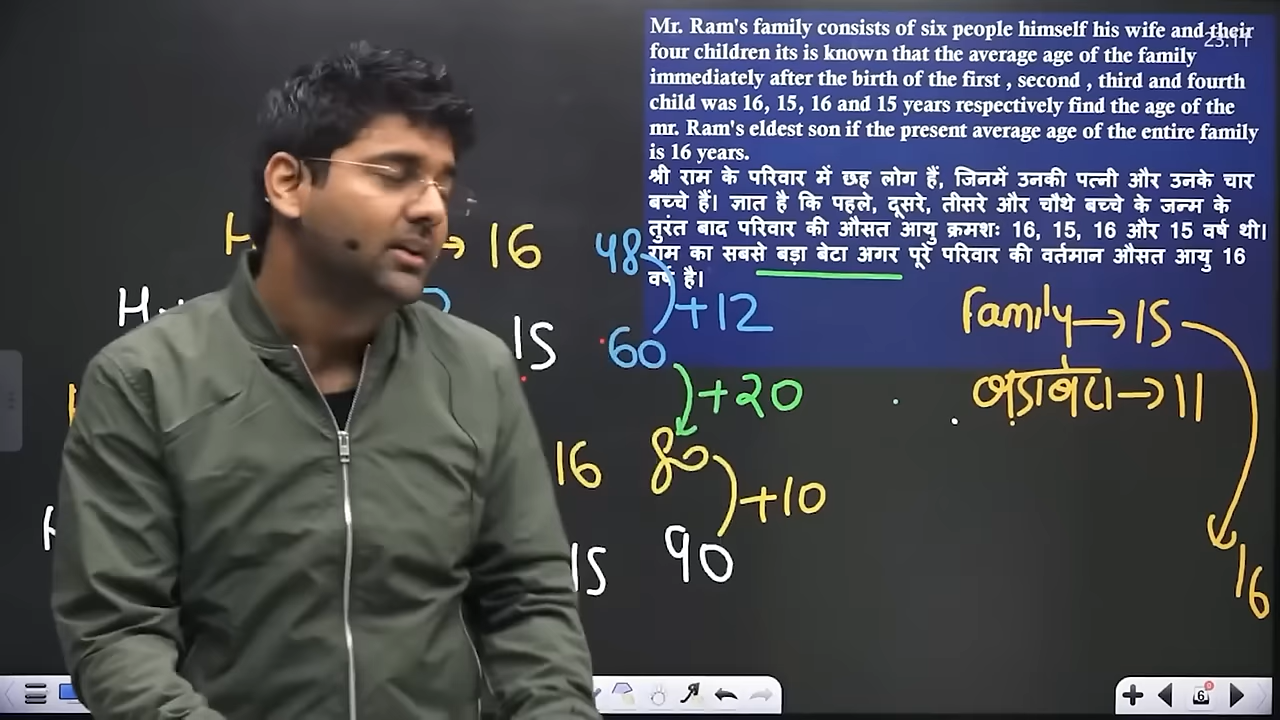 Mr. Ram's family consists of six people himself his wife and their
four children its is known that the average age of the family
immediately after the birth of the first , second , third and fourth
child was 16, 15, 16 and 15 years respectively find the age of the
mr. Ram's eldest son if the present average age of the entire family
is 16 years.
श्री राम के परिवार में छह लोग हैं, जिनमें उनकी पत्नी और उनके चार
बच्चे हैं। ज्ञात है कि पहले, दूसरे, तीसरे और चौथे बच्चे के जन्म के
तुरंत बाद परिवार की औसत आयु क्रमशः 16, 15, 16 और 15 वर्ष थी।
राम का सबसे बड़ा बेटा अगर पूरे परिवार की वर्तमान औसत आयु 16
वर्ष है।
H → 16 48
+12
H+ 15 60
+20
16 80
+10
15 90
Family → 15
बड़ा बेटा → 11
16
6